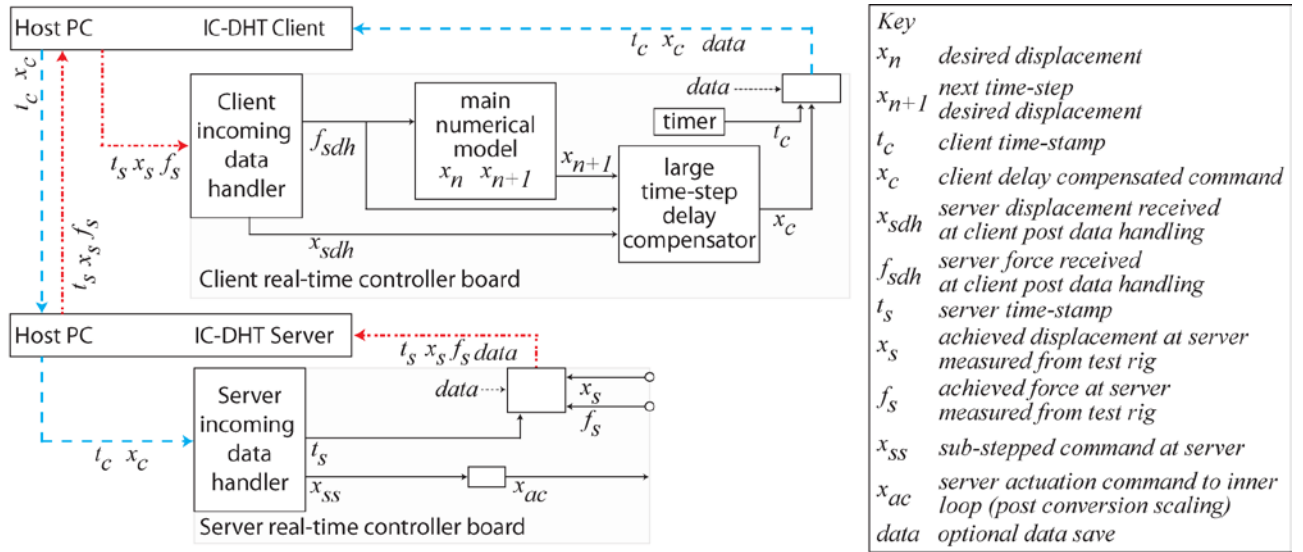 Host PC IC-DHT Client
t_c x_c data
t_c x_c
Client
incoming
data
handler
t_s x_s f_s
f_sdh
main
numerical
model
x_n x_n+1
x_n+1
data
timer
t_c
large
time-step
delay
compensator
x_c
x_sdh
Client real-time controller board
t_s x_s f_s
Host PC IC-DHT Server
t_s x_s f_s data
Server
incoming
data
handler
data
x_s
f_s
t_s
t_c x_c
x_ss
x_ac
Server real-time controller board
Key
x_n desired displacement
x_n+1 next time-step
desired displacement
t_c client time-stamp
x_c client delay compensated command
x_sdh server displacement received
at client post data handling
f_sdh server force received
at client post data handling
t_s server time-stamp
x_s achieved displacement at server
measured from test rig
f_s achieved force at server
measured from test rig
x_ss sub-stepped command at server
x_ac server actuation command to inner
loop (post conversion scaling)
data optional data save